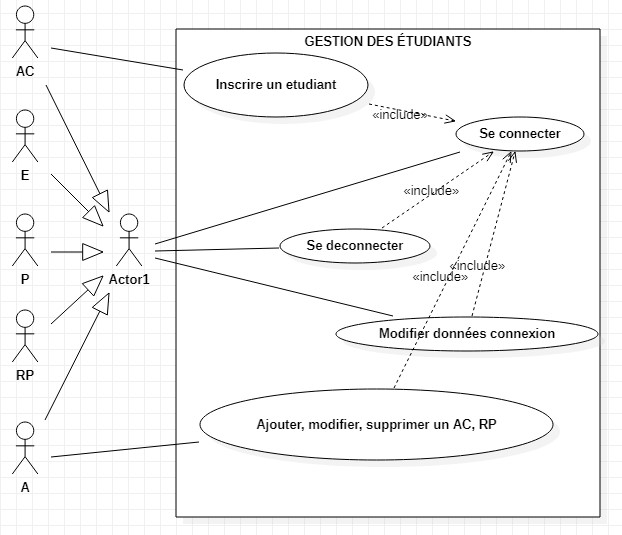 GESTION DES ÉTUDIANTS
AC
Inscrire un etudiant
«include»
Se connecter
E
«include»
P
Actor1
Se deconnecter
«include»
«include»
RP
Modifier données connexion
Ajouter, modifier, supprimer un AC, RP
A